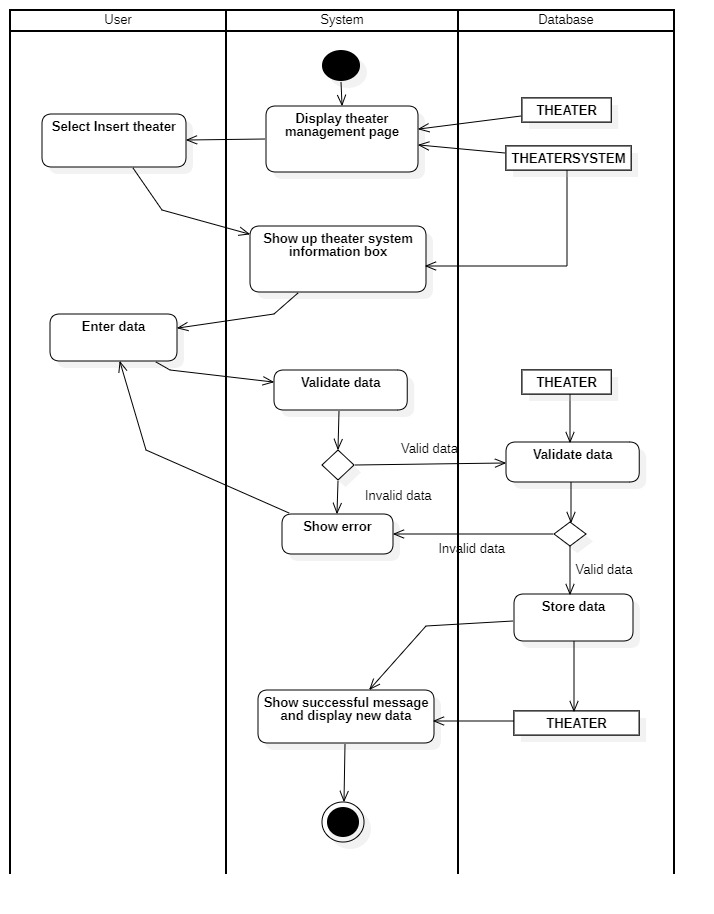 User
System
Database
Display theater
management page
THEATER
Select Insert theater
THEATERSYSTEM
Show up theater system
information box
Enter data
Validate data
THEATER
Valid data
Validate data
Invalid data
Show error
Invalid data
Valid data
Store data
Show successful message
and display new data
THEATER